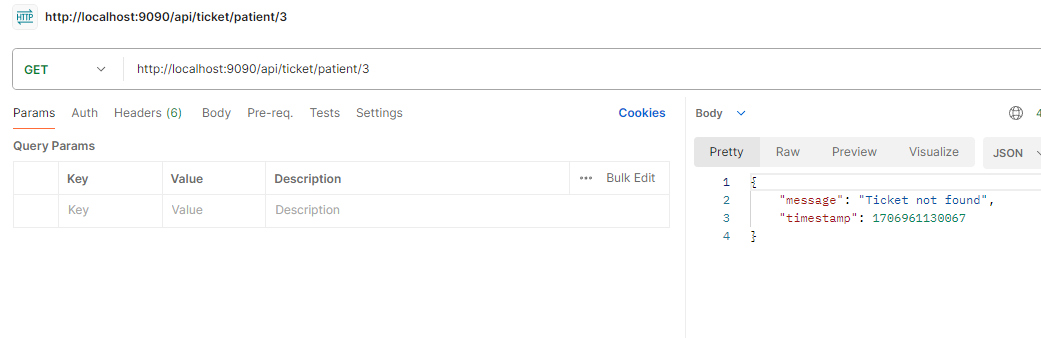 HTTP http://localhost:9090/api/ticket/patient/3
GET http://localhost:9090/api/ticket/patient/3
Params Auth Headers (6) Body Pre-req. Tests Settings Cookies
Query Params
Key Value Description ••• Bulk Edit
Key Value Description
Body 4
Pretty Raw Preview Visualize JSON
1 {
2 "message": "Ticket not found",
3 "timestamp": 1706961130067
4 }